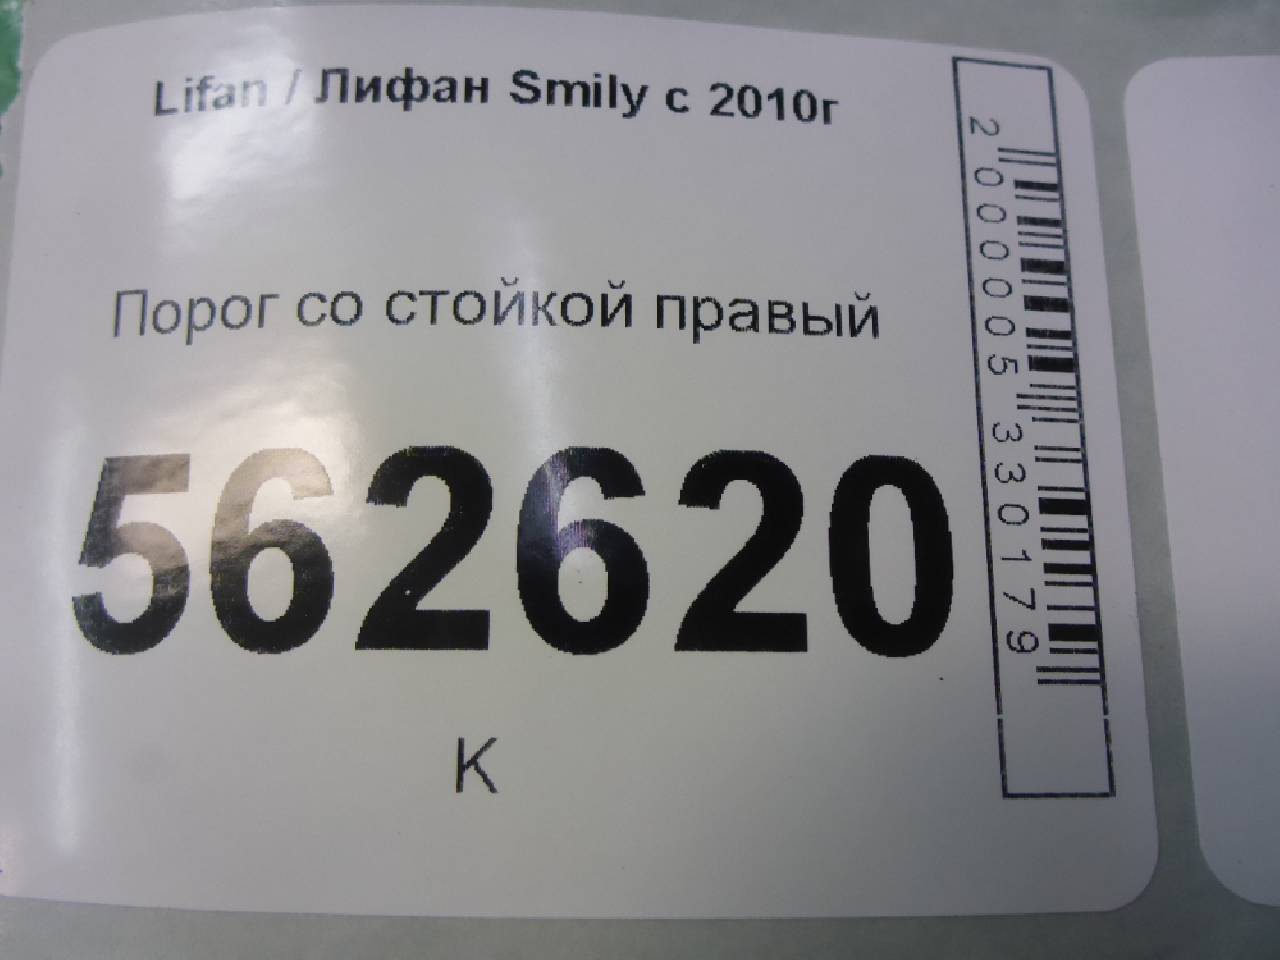 Lifan / Лифан Smily с 2010г
Порог со стойкой правый
562620
К
2000005330179